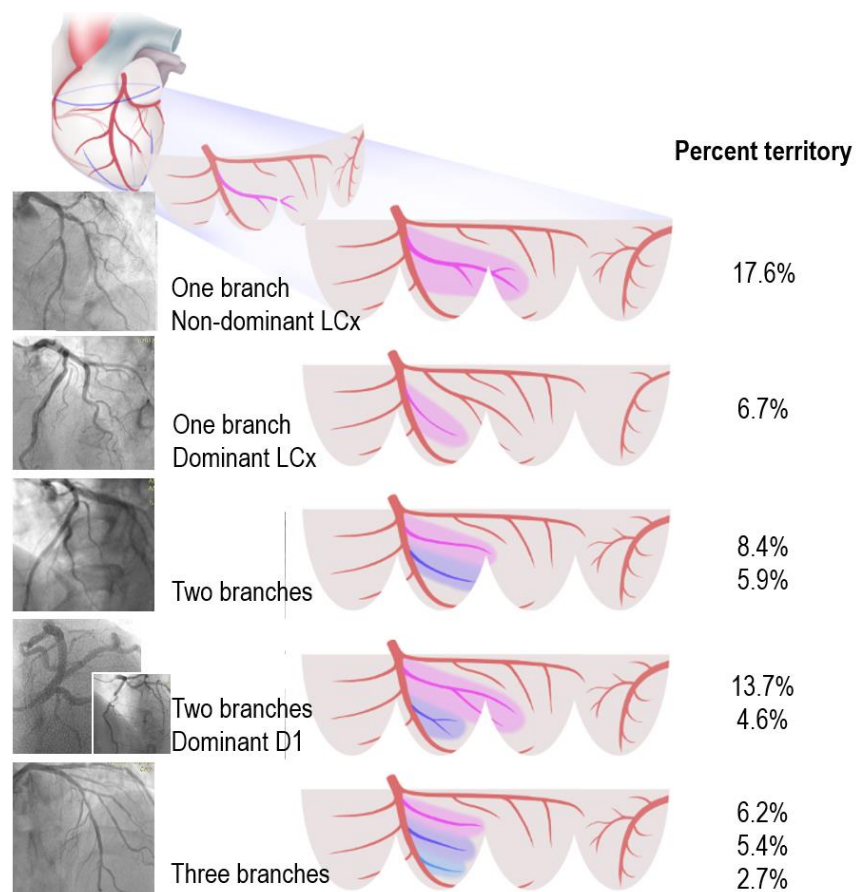 Percent territory
One branch
Non-dominant LCx
17.6%
One branch
Dominant LCx
6.7%
Two branches
8.4%
5.9%
Two branches
Dominant D1
13.7%
4.6%
Three branches
6.2%
5.4%
2.7%